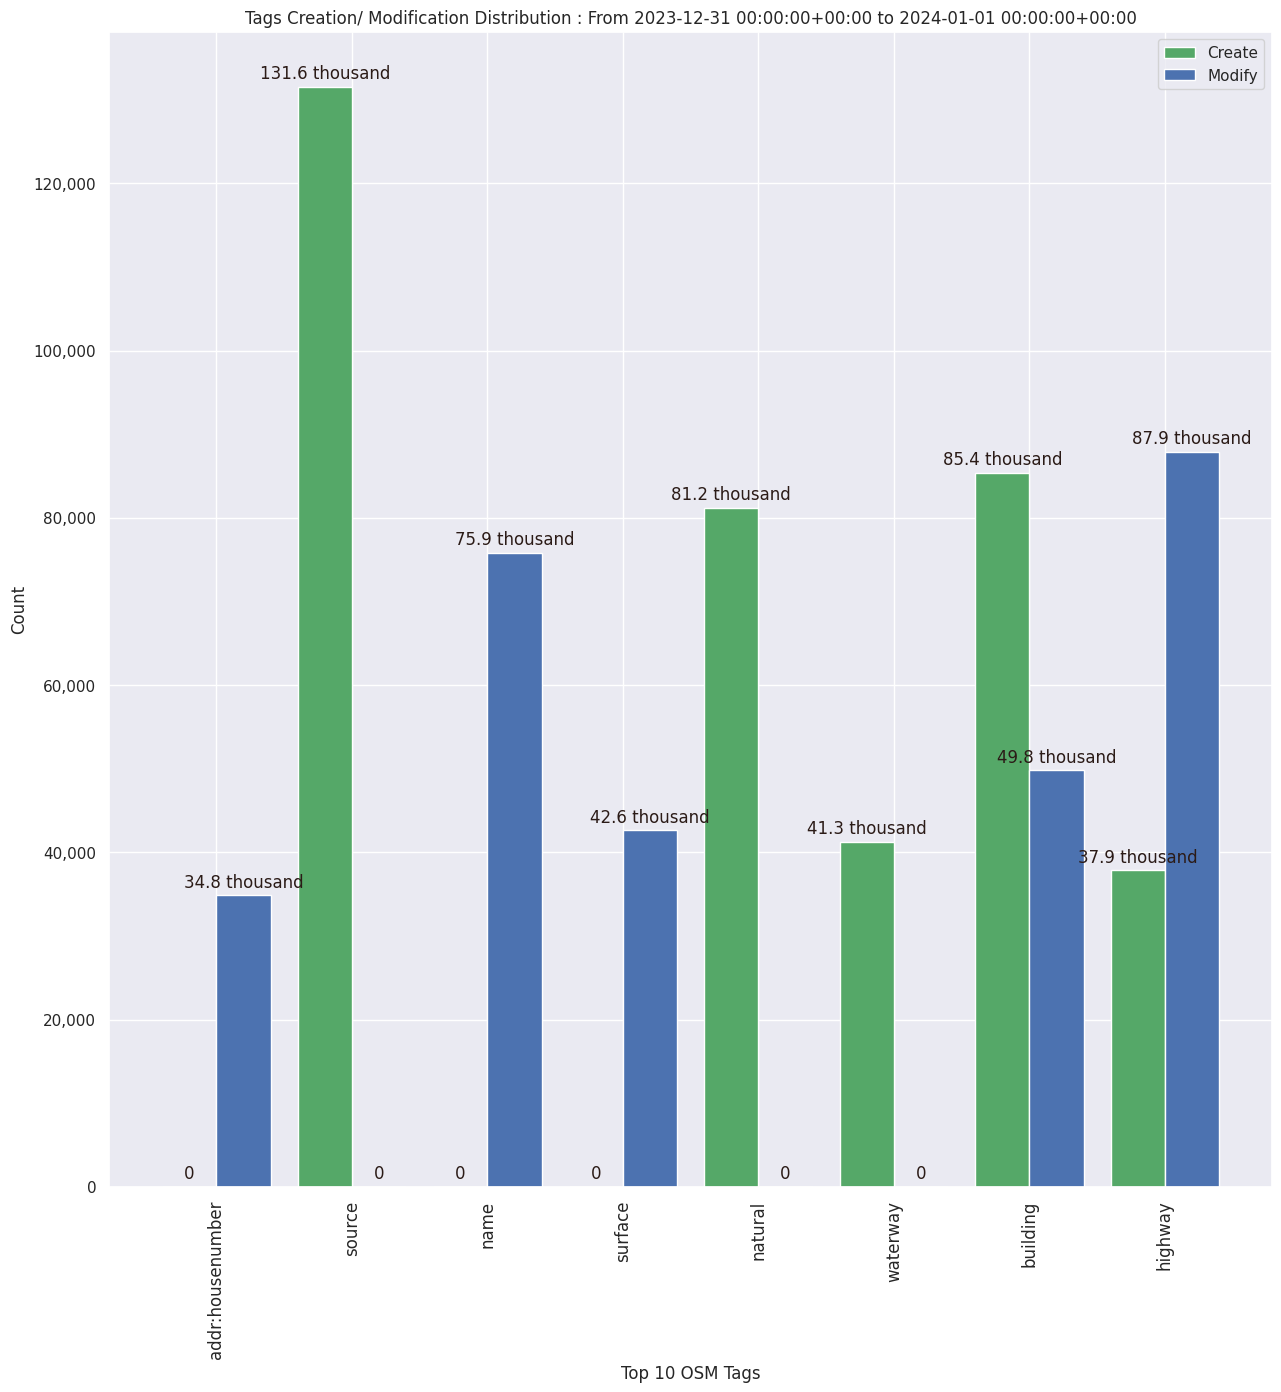 Tags Creation/ Modification Distribution : From 2023-12-31 00:00:00+00:00 to 2024-01-01 00:00:00+00:00
Create
Modify
131.6 thousand
120,000
100,000
87.9 thousand
85.4 thousand
81.2 thousand
80,000
75.9 thousand
60,000
49.8 thousand
42.6 thousand
41.3 thousand
40,000
37.9 thousand
34.8 thousand
20,000
0
0
0
0
0
0
0
Count
addr:housenumber
source
name
surface
natural
waterway
building
highway
Top 10 OSM Tags